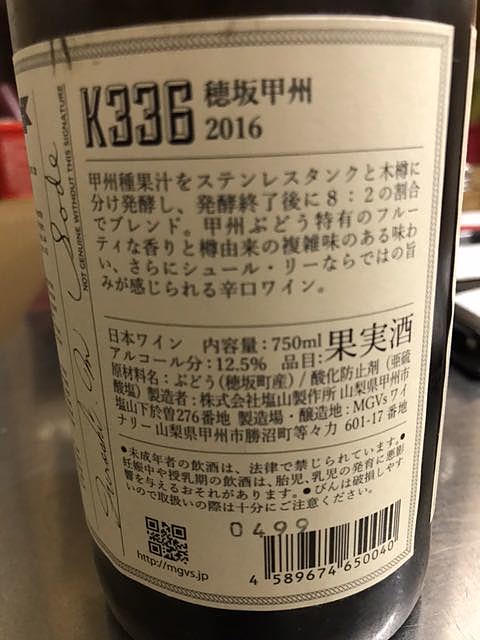 K336 穂坂甲州
2016
甲州種果汁をステンレスタンクと木樽に
分け発酵し、発酵終了後に8：2の割合
でブレンド。甲州ぶどう特有のフルー
ティな香りと樽由来の複雑味のある味わ
い、さらにシュール・リーならではの旨
みが感じられる辛口ワイン。
日本ワイン 内容量：750ml 果実酒
アルコール分：12.5% 品目：
原材料名：ぶどう(穂坂町産)/酸化防止剤(亜硫
酸塩) 製造者：株式会社塩山製作所 山梨県甲州市
塩山下於曽276番地 製造場・醸造地：MGVsワイ
ナリー 山梨県甲州市勝沼町等々力 601-17番地
●未成年者の飲酒は、法律で禁じられています。●
妊娠中や授乳期の飲酒は、胎児、乳児の発育に悪影
響を与えるおそれがあります。●びんは破損しやす
いので取扱いの際は十分にご注意ください。
0499
http://mgvs.jp
4 589674 650040
NOT GENUINE WITHOUT THIS SIGNATURE